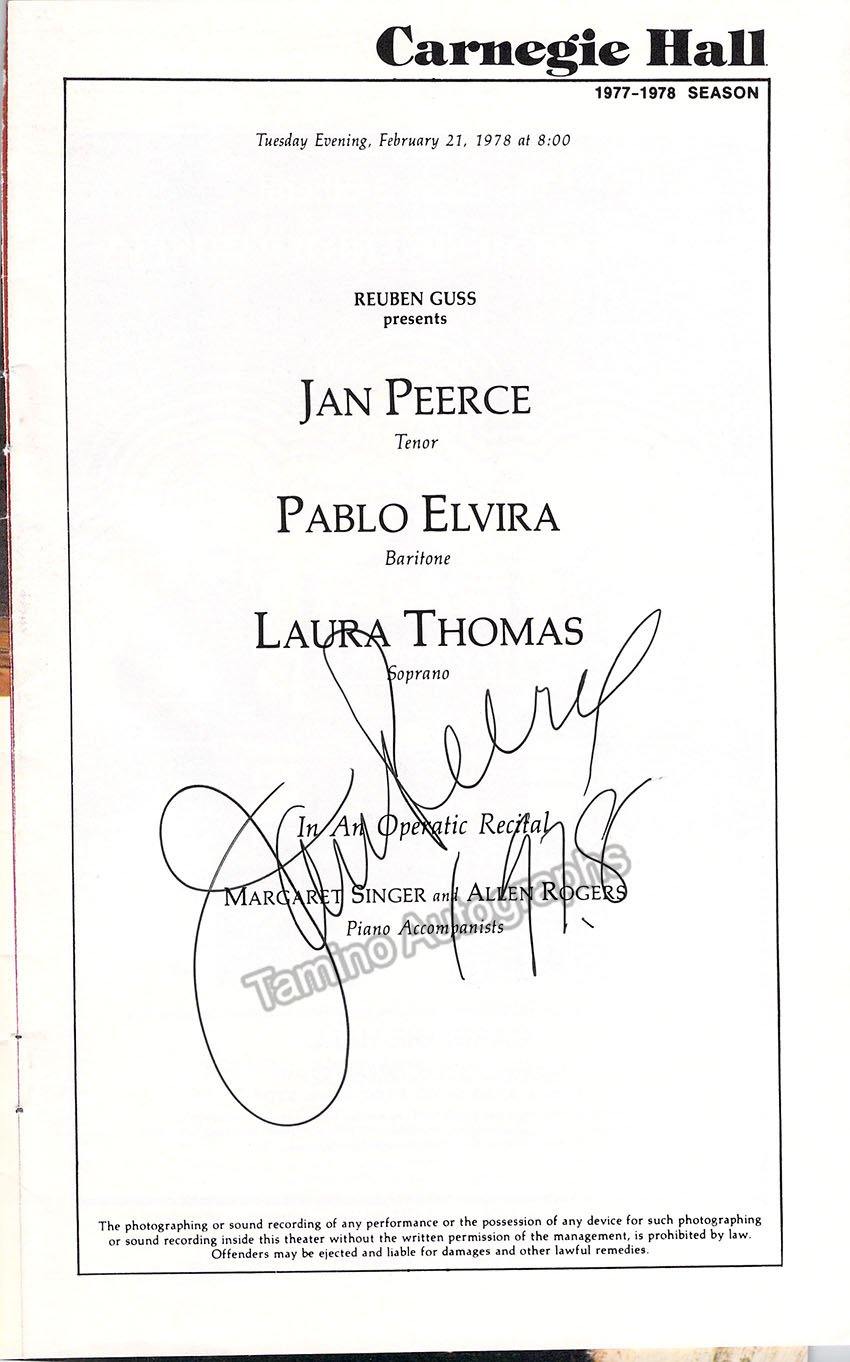 Carnegie Hall
1977-1978 SEASON
Tuesday Evening, February 21, 1978 at 8:00
REUBEN GUSS
presents
JAN PEERCE
Tenor
PABLO ELVIRA
Baritone
LAURA THOMAS
Soprano
Jan Peerce
In An Operatic Recital
1978
MARGARET SINGER and ALLEN ROGERS
Piano Accompanists
Tamino Autographs
The photographing or sound recording of any performance or the possession of any device for such photographing
or sound recording inside this theater without the written permission of the management, is prohibited by law.
Offenders may be ejected and liable for damages and other lawful remedies.